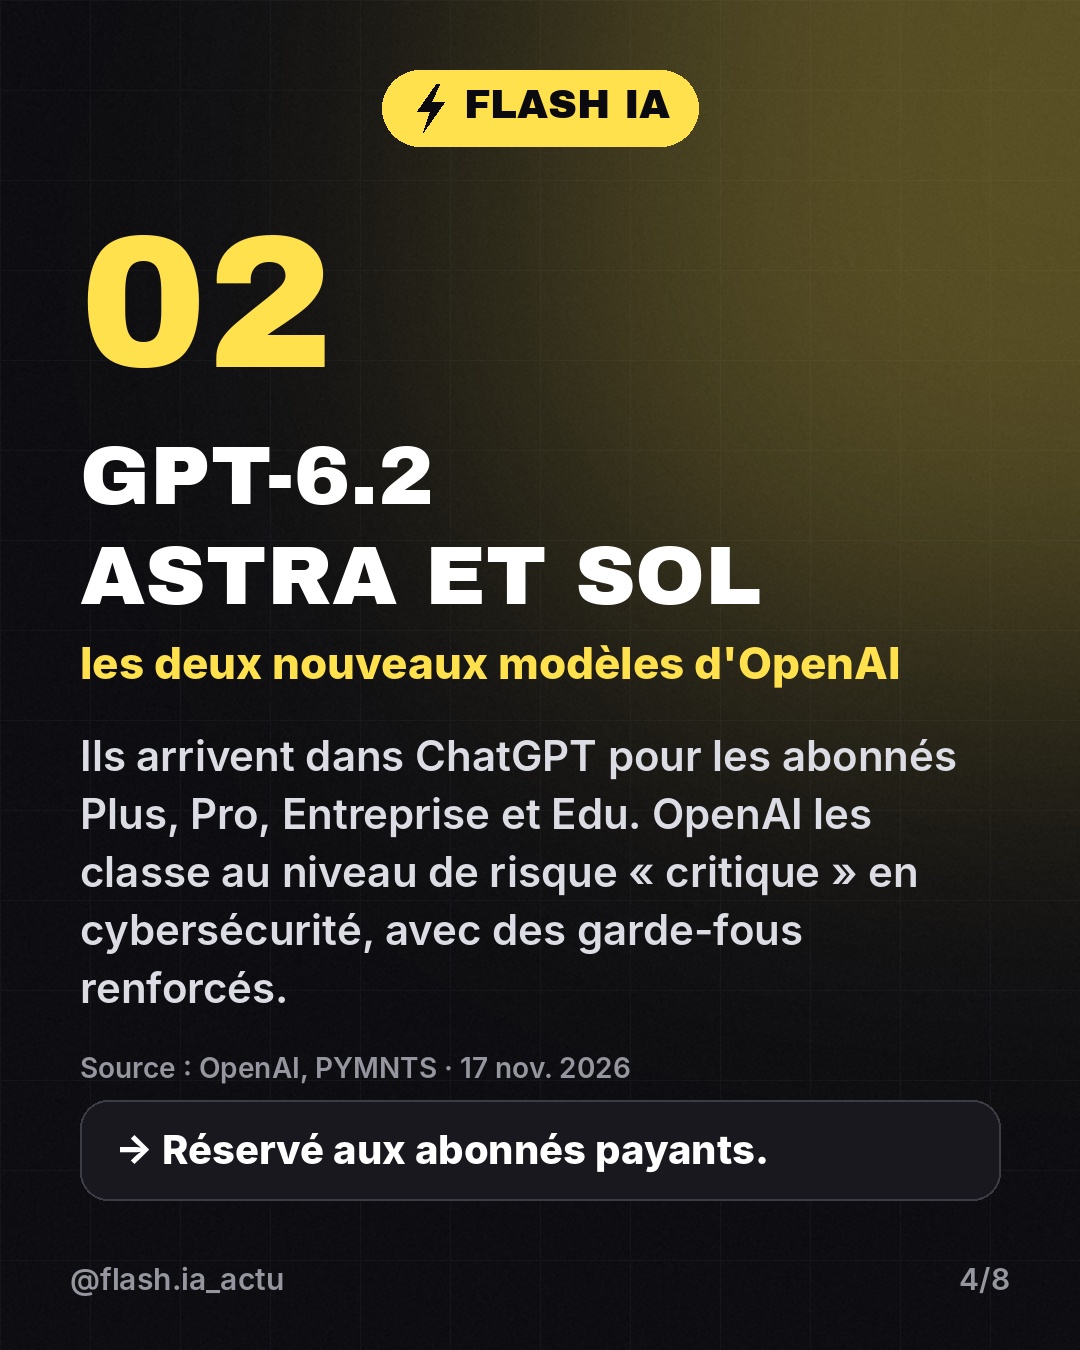 FLASH IA
02
GPT-6.2
ASTRA ET SOL
les deux nouveaux modèles d'OpenAI
Ils arrivent dans ChatGPT pour les abonnés
Plus, Pro, Entreprise et Edu. OpenAI les
classe au niveau de risque « critique » en
cybersécurité, avec des garde-fous
renforcés.
Source : OpenAI, PYMNTS · 17 nov. 2026
→ Réservé aux abonnés payants.
@flash.ia_actu
4/8